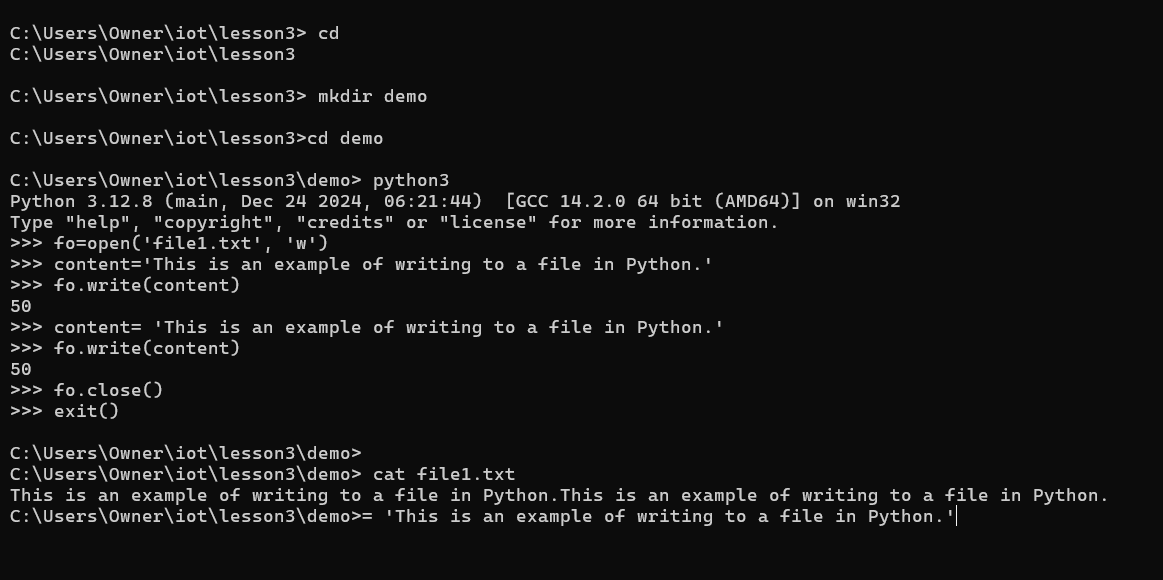 C:\Users\Owner\iot\lesson3> cd
C:\Users\Owner\iot\lesson3
C:\Users\Owner\iot\lesson3> mkdir demo
C:\Users\Owner\iot\lesson3>cd demo
C:\Users\Owner\iot\lesson3\demo> python3
Python 3.12.8 (main, Dec 24 2024, 06:21:44)  [GCC 14.2.0 64 bit (AMD64)] on win32
Type "help", "copyright", "credits" or "license" for more information.
>>> fo=open('file1.txt', 'w')
>>> content='This is an example of writing to a file in Python.'
>>> fo.write(content)
50
>>> content= 'This is an example of writing to a file in Python.'
>>> fo.write(content)
50
>>> fo.close()
>>> exit()
C:\Users\Owner\iot\lesson3\demo>
C:\Users\Owner\iot\lesson3\demo> cat file1.txt
This is an example of writing to a file in Python.This is an example of writing to a file in Python.
C:\Users\Owner\iot\lesson3\demo>= 'This is an example of writing to a file in Python.'